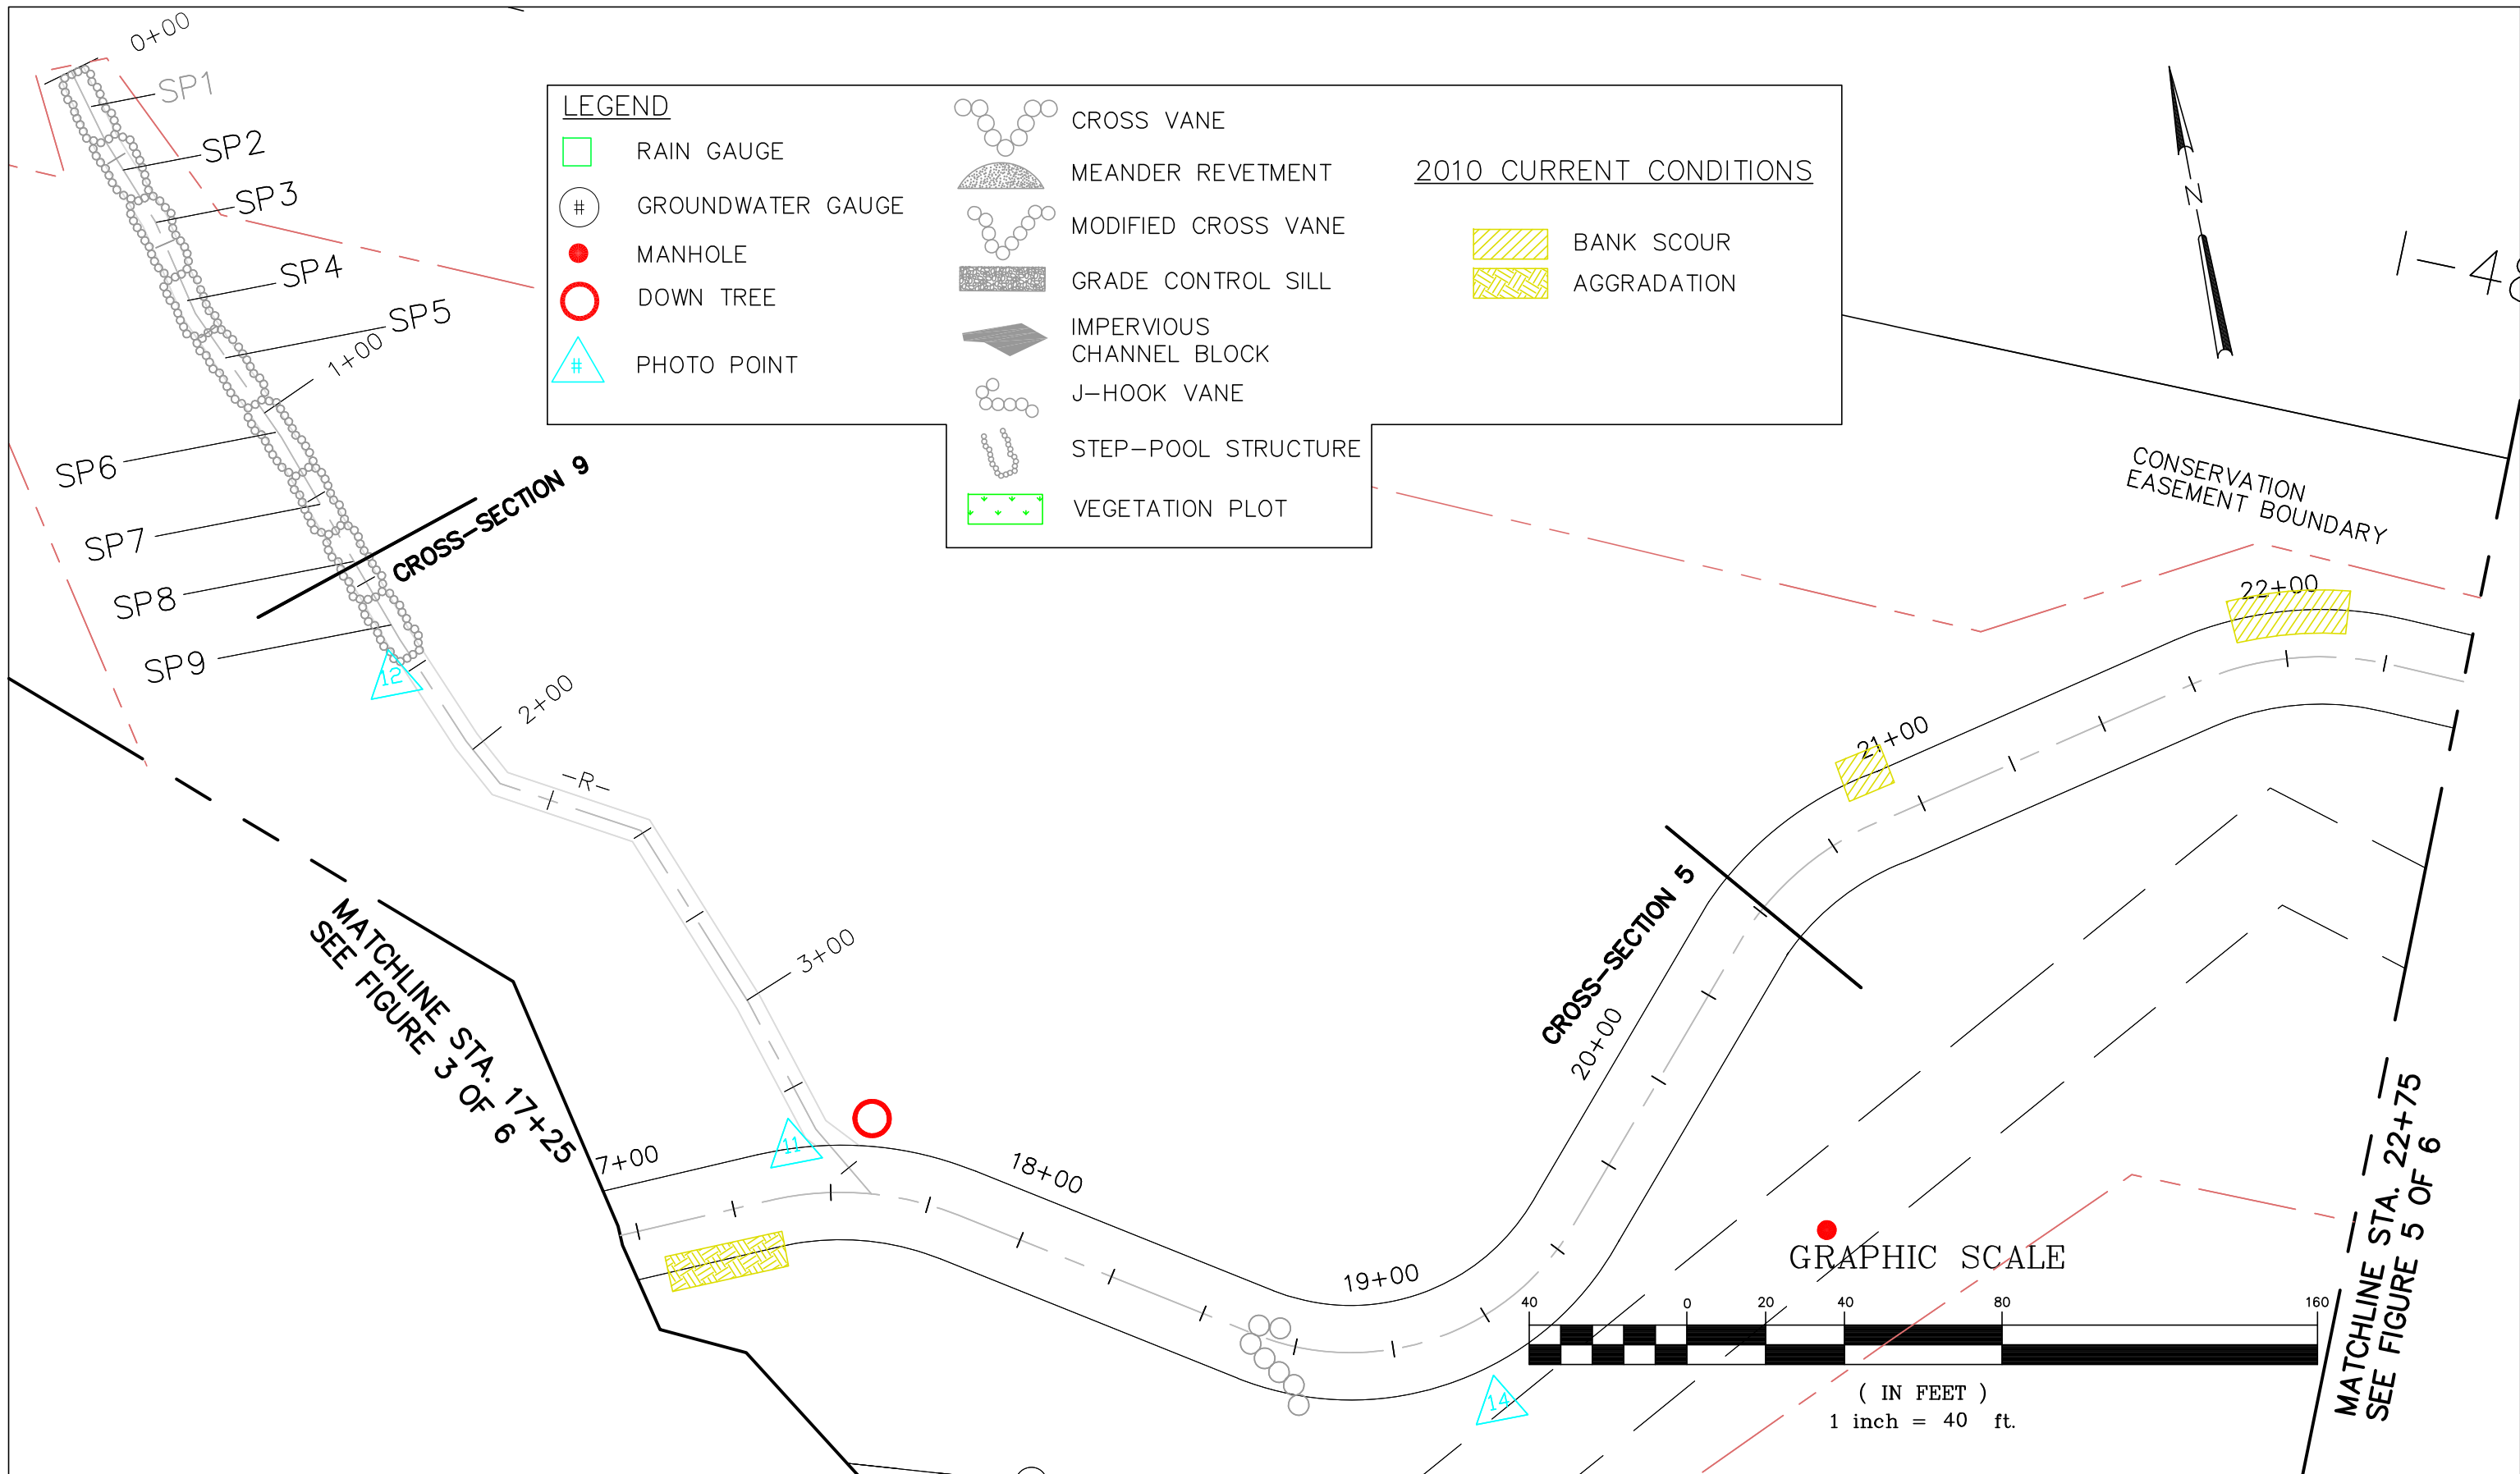 0+00
SP1
SP2
SP3
SP4
SP5
1+00
SP6
SP7
SP8
SP9
CROSS-SECTION 9
12
2+00
-R-
3+00
LEGEND
RAIN GAUGE
#
GROUNDWATER GAUGE
MANHOLE
DOWN TREE
#
PHOTO POINT
CROSS VANE
MEANDER REVETMENT
MODIFIED CROSS VANE
GRADE CONTROL SILL
IMPERVIOUS
CHANNEL BLOCK
J-HOOK VANE
STEP-POOL STRUCTURE
VEGETATION PLOT
2010 CURRENT CONDITIONS
BANK SCOUR
AGGRADATION
N
I-48
CONSERVATION
EASEMENT BOUNDARY
22+00
21+00
CROSS-SECTION 5
20+00
MATCHLINE STA. 17+25
SEE FIGURE 3 OF 6
7+00
11
18+00
19+00
14
GRAPHIC SCALE
40 0 20 40 80 160
( IN FEET )
1 inch = 40 ft.
MATCHLINE STA. 22+75
SEE FIGURE 5 OF 6